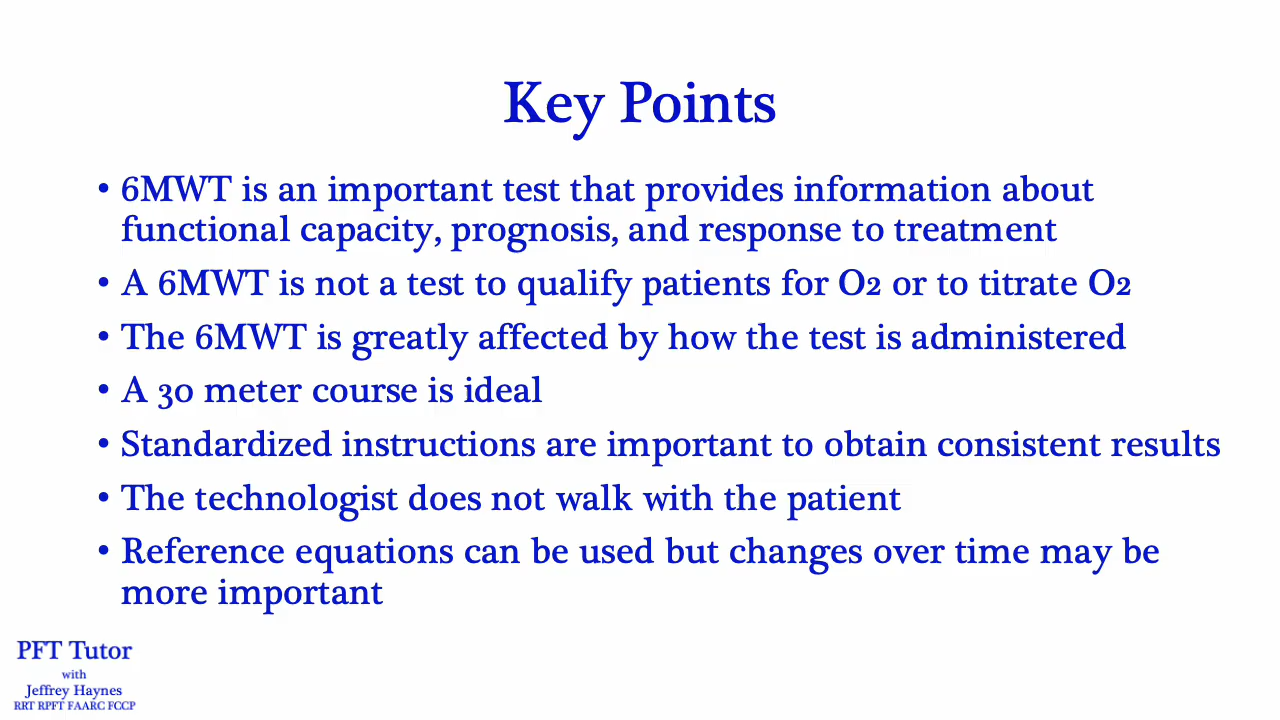 Key Points
• 6MWT is an important test that provides information about
functional capacity, prognosis, and response to treatment
• A 6MWT is not a test to qualify patients for O2 or to titrate O2
• The 6MWT is greatly affected by how the test is administered
• A 30 meter course is ideal
• Standardized instructions are important to obtain consistent results
• The technologist does not walk with the patient
• Reference equations can be used but changes over time may be
more important
PFT Tutor
with
Jeffrey Haynes
RRT RPFT FAARC FCCP